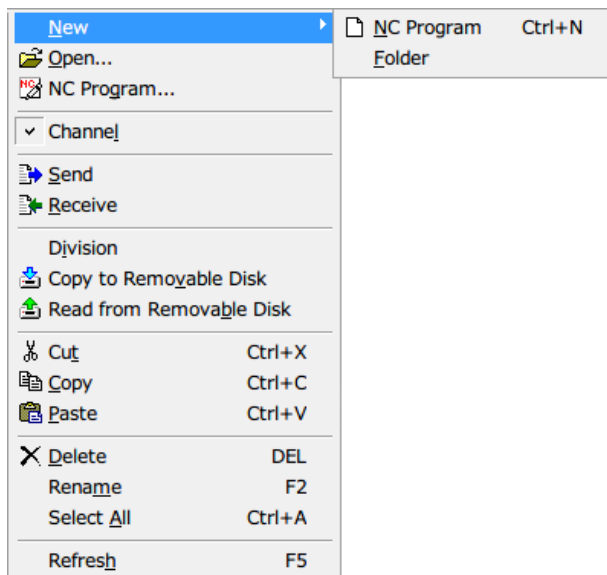 New
NC Program Ctrl+N
Folder
Open...
NC Program...
Channel
Send
Receive
Division
Copy to Removable Disk
Read from Removable Disk
Cut Ctrl+X
Copy Ctrl+C
Paste Ctrl+V
Delete DEL
Rename F2
Select All Ctrl+A
Refresh F5